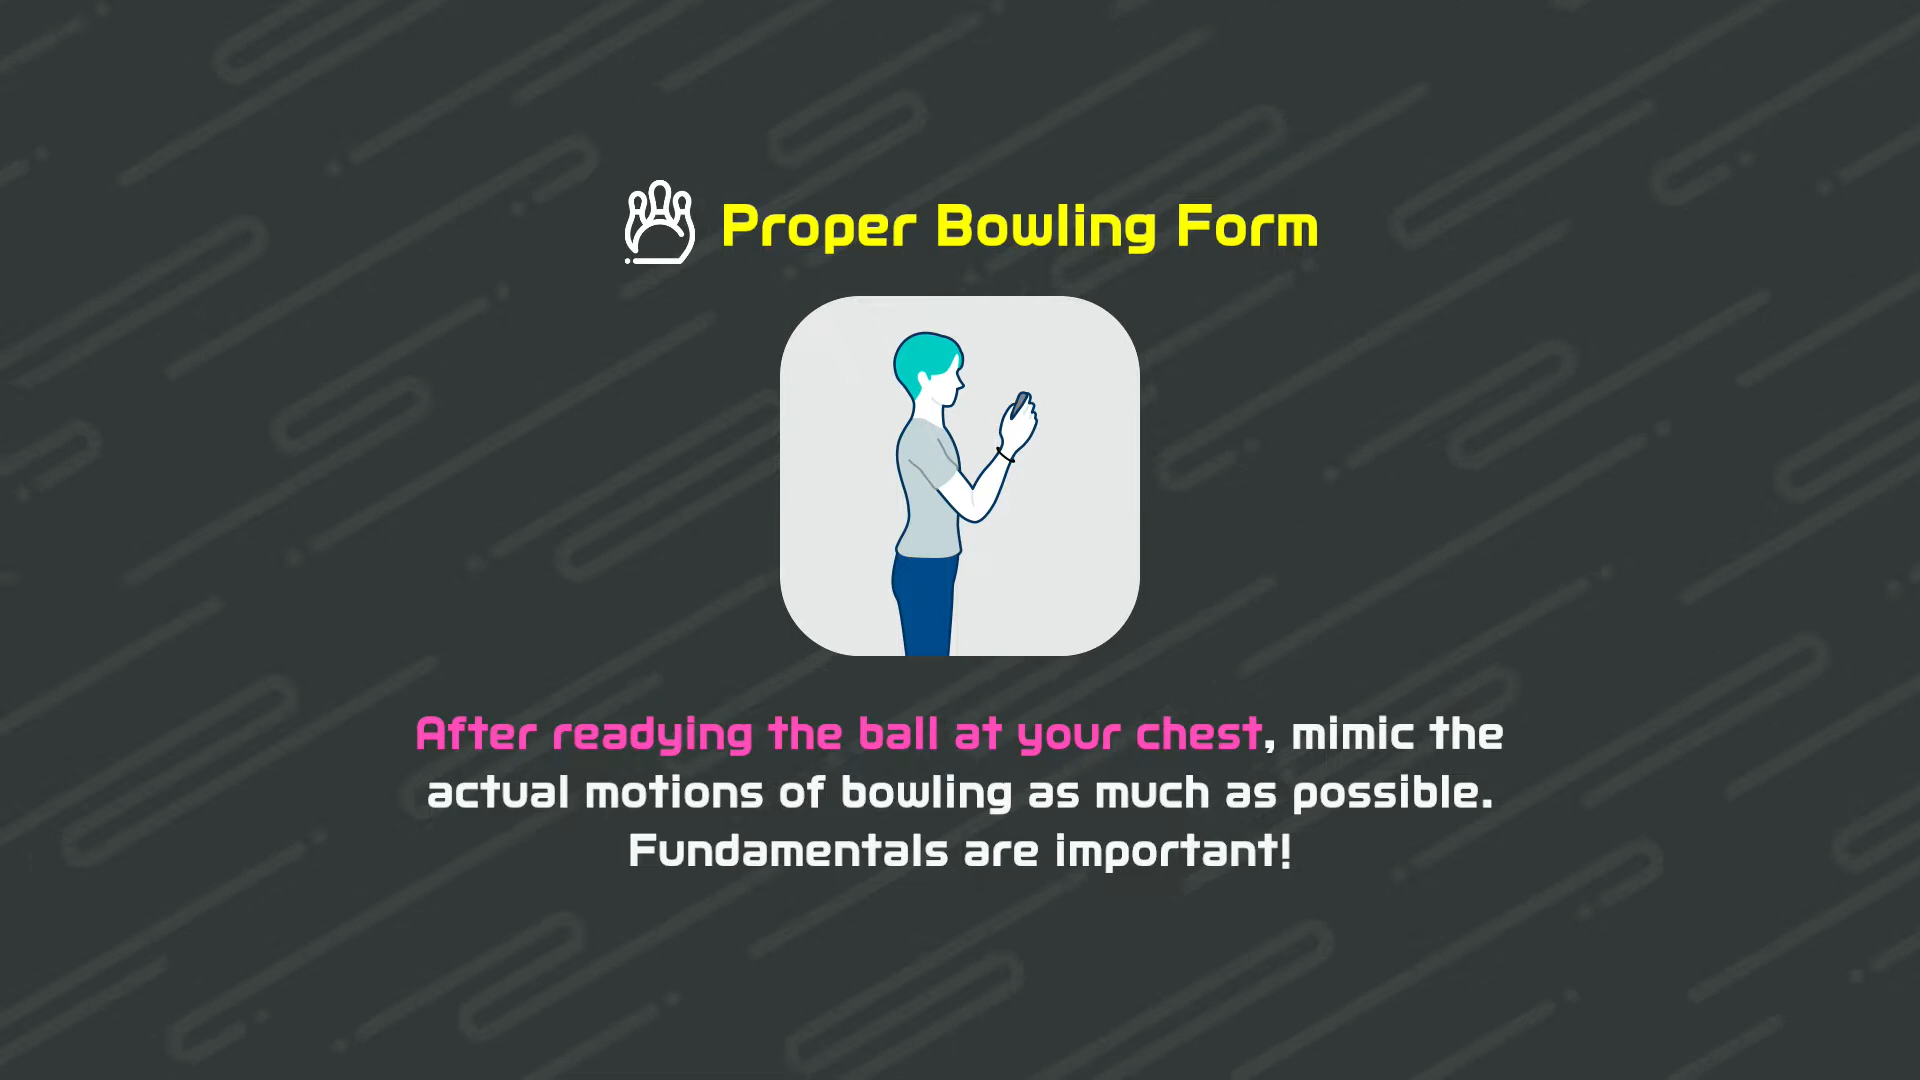 Proper Bowling Form
After readying the ball at your chest, mimic the
actual motions of bowling as much as possible.
Fundamentals are important!